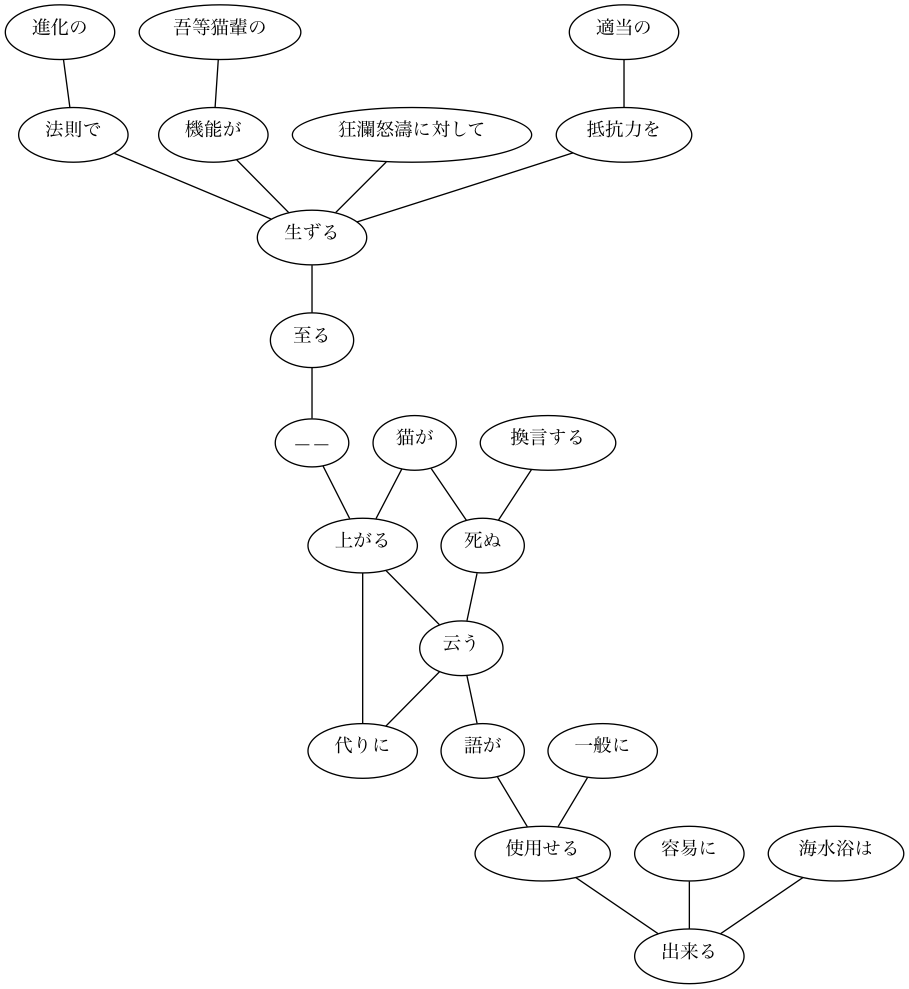 進化の
吾等猫輩の
適当の
法則で
機能が
狂瀾怒濤に対して
抵抗力を
生ずる
至る
——
猫が
換言する
上がる
死ぬ
云う
代りに
語が
一般に
使用せる
容易に
海水浴は
出来る